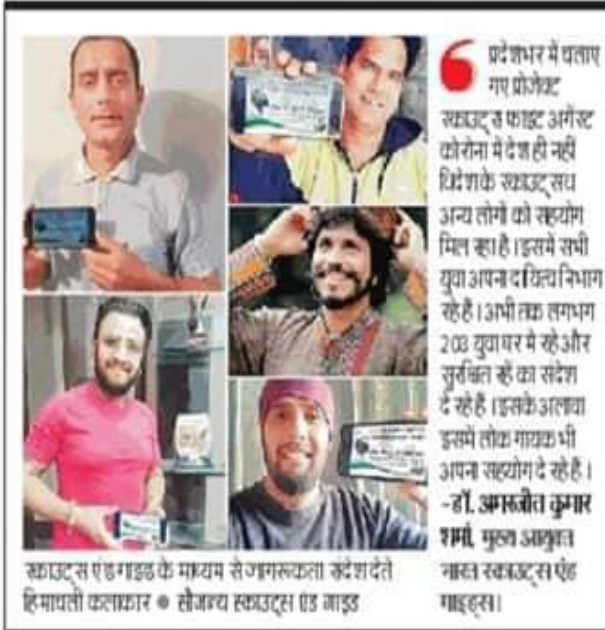 प्रदेशभर में चलाए
गए प्रोजेक्ट
स्काउट्स फाइट अगेंस्ट
कोरोना में देश ही नहीं
विदेश के स्काउट्स व
अन्य लोगों को सहयोग
मिल रहा है। इसमें सभी
युवा अपना दायित्व निभा
रहे हैं। अभी तक लगभग
203 युवा घर में रहें और
सुरक्षित रहें का संदेश
दे रहे हैं। इसके अलावा
इसमें लोक गायक भी
अपना सहयोग दे रहे हैं।
-डॉ. अमरजीत कुमार
शर्मा, मुख्य आयुक्त
भारत स्काउट्स एंड
गाइड्स।
स्काउट्स एंड गाइड के माध्यम से जागरूकता संदेश देते
हिमाचली कलाकार ● सौजन्य स्काउट्स एंड गाइड